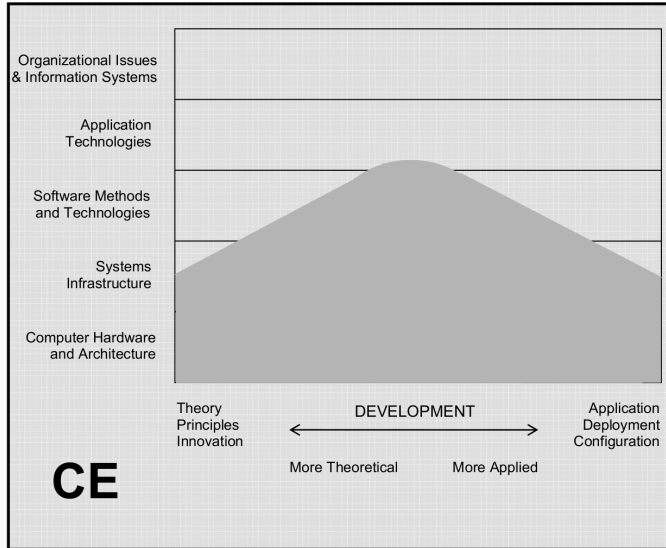 Organizational Issues
& Information Systems
Application
Technologies
Software Methods
and Technologies
Systems
Infrastructure
Computer Hardware
and Architecture
Theory
Principles
Innovation
DEVELOPMENT
Application
Deployment
Configuration
More Theoretical
More Applied
CE